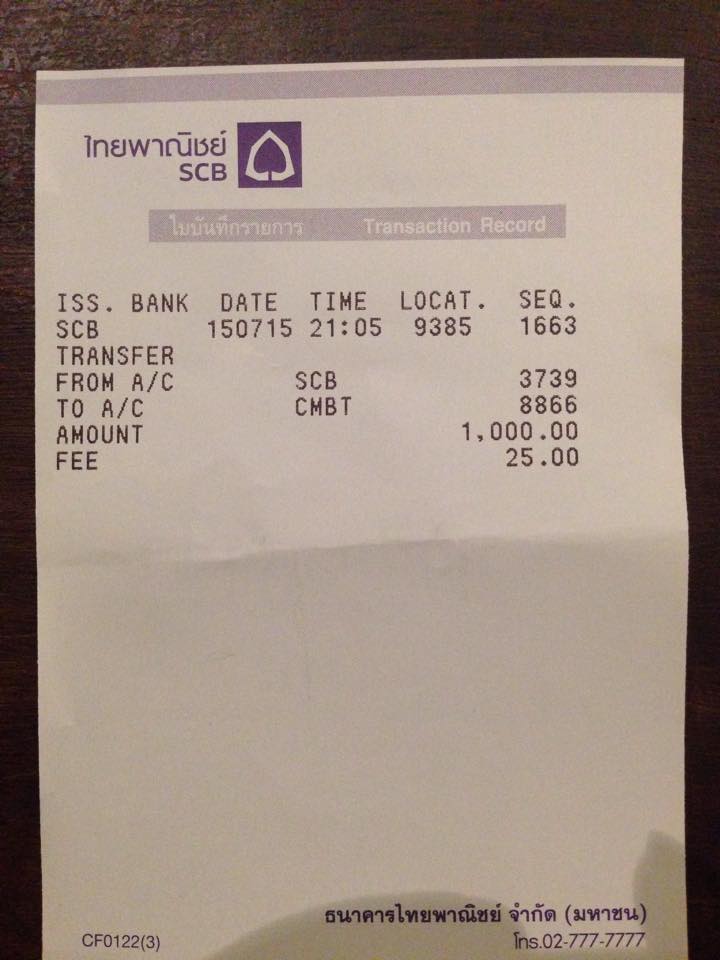 ไทยพาณิชย์
SCB
ใบบันทึกรายการ Transaction Record
ISS. BANK DATE TIME LOCAT. SEQ.
SCB 150715 21:05 9385 1663
TRANSFER
FROM A/C SCB 3739
TO A/C CMBT 8866
AMOUNT 1,000.00
FEE 25.00
ธนาคารไทยพาณิชย์ จำกัด (มหาชน)
CF0122(3) โทร.02-777-7777